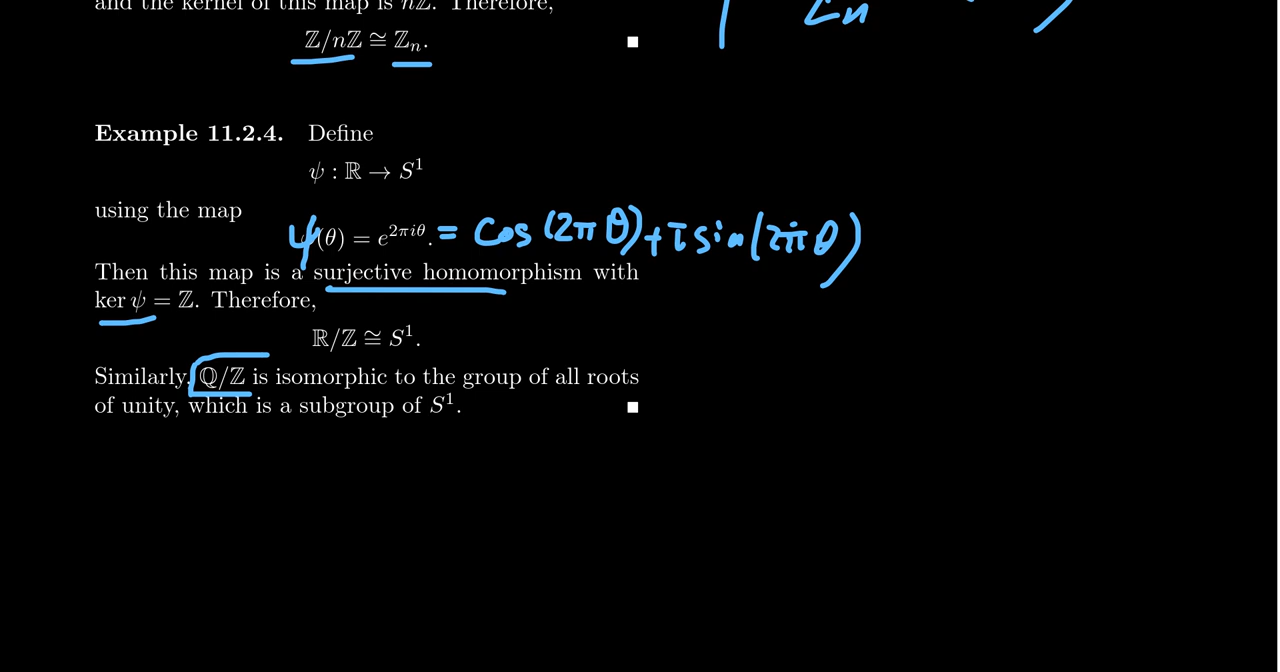 and the kernel of this map is nℤ. Therefore,
ℤ/nℤ ≅ ℤₙ.
Example 11.2.4. Define
ψ : ℝ → S¹
using the map
ψ(θ) = e^{2πiθ}. = cos(2πθ) + i sin(2πθ)
Then this map is a surjective homomorphism with
ker ψ = ℤ. Therefore,
ℝ/ℤ ≅ S¹.
Similarly, ℚ/ℤ is isomorphic to the group of all roots
of unity, which is a subgroup of S¹.